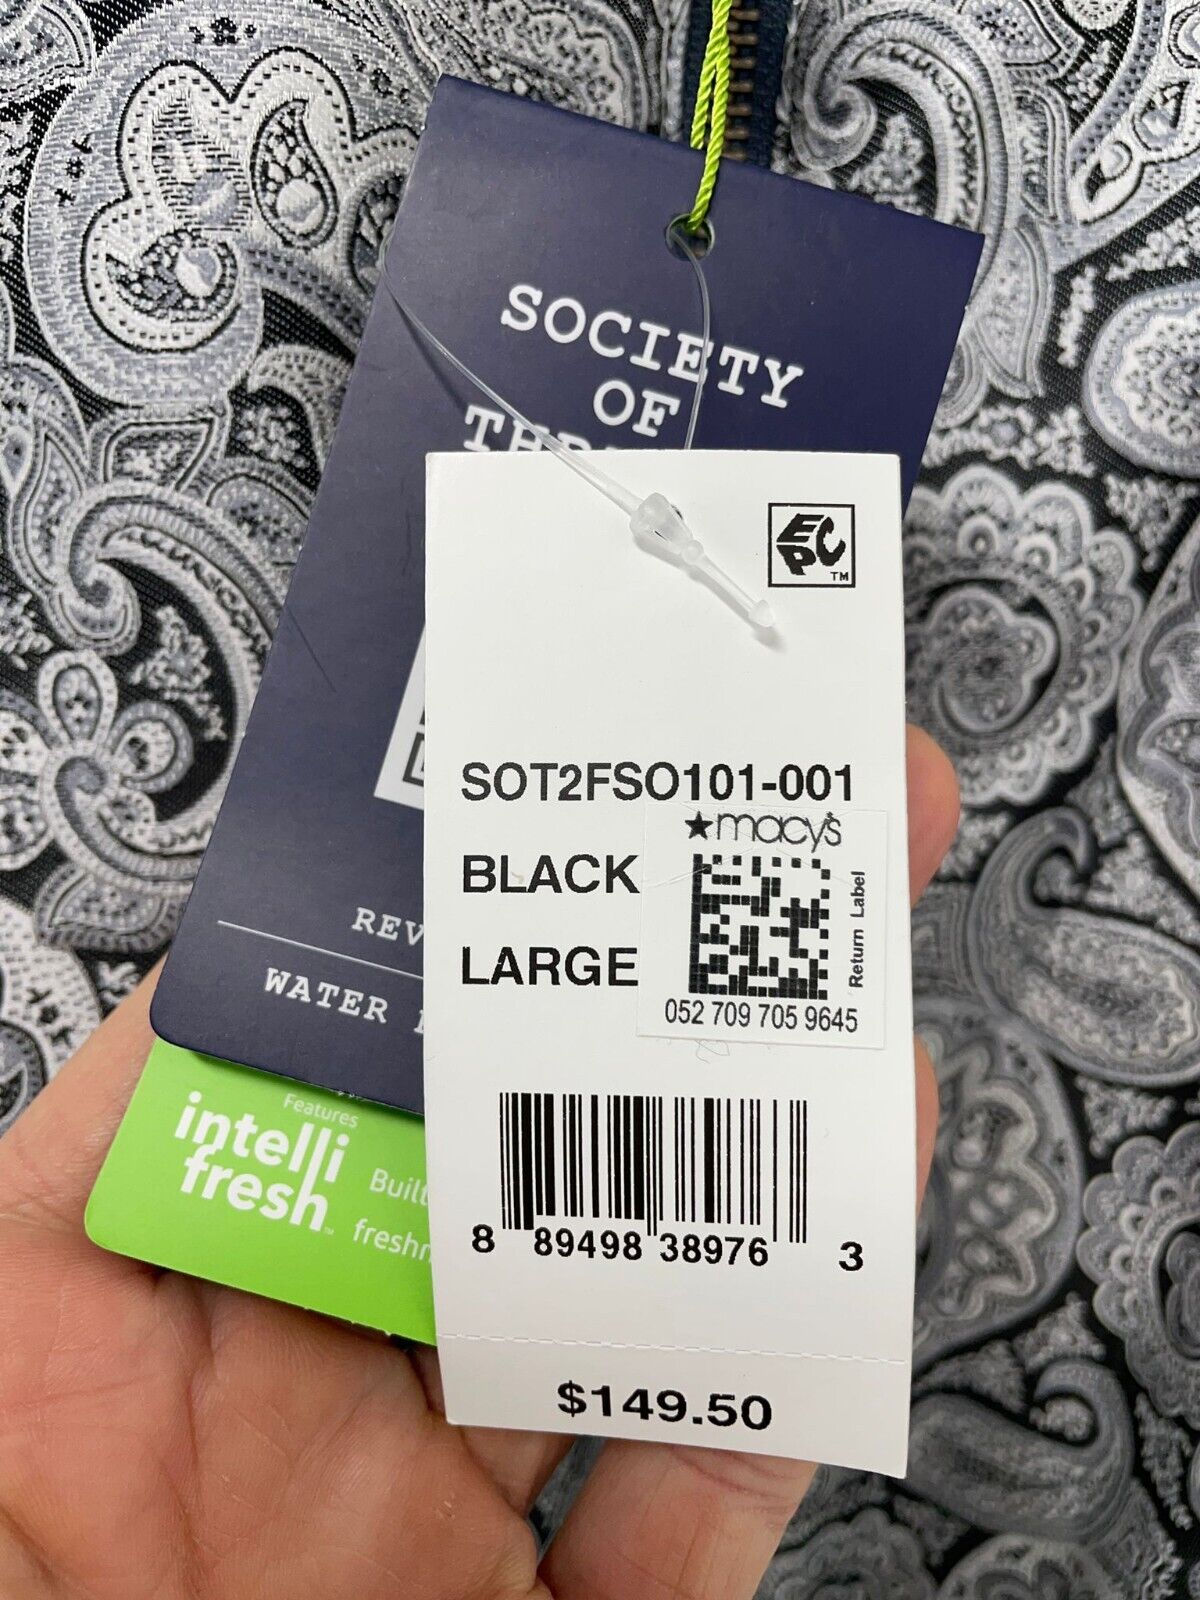 SOCIETY
OF
EPC
TM
SOT2FSO101-001
★macy's
BLACK
LARGE
Return Label
052 709 705 9645
REV
WATER
Features
intelli
fresh™
Built
freshn
8 89498 38976 3
$149.50